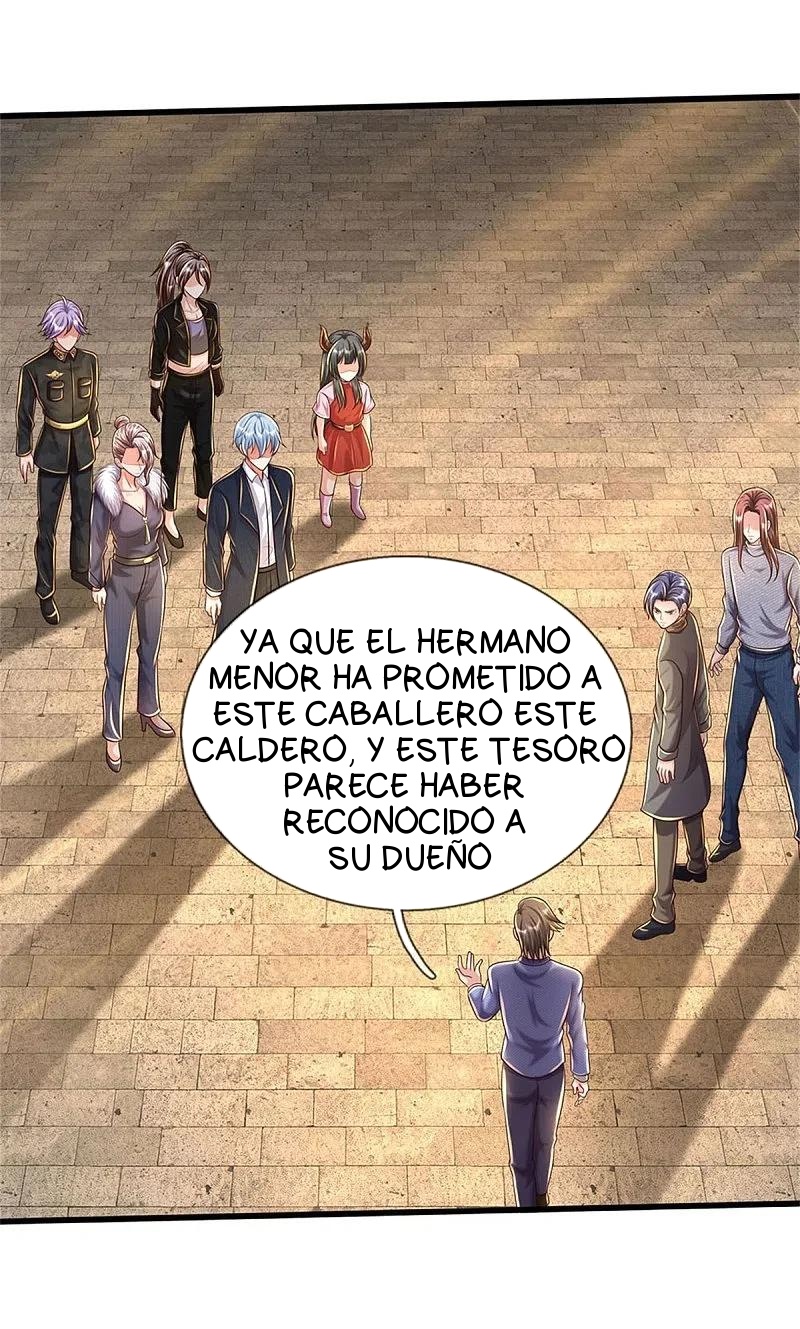 YA QUE EL HERMANO
MENOR HA PROMETIDO A
ESTE CABALLERO ESTE
CALDERO, Y ESTE TESORO
PARECE HABER
RECONOCIDO A
SU DUEÑO